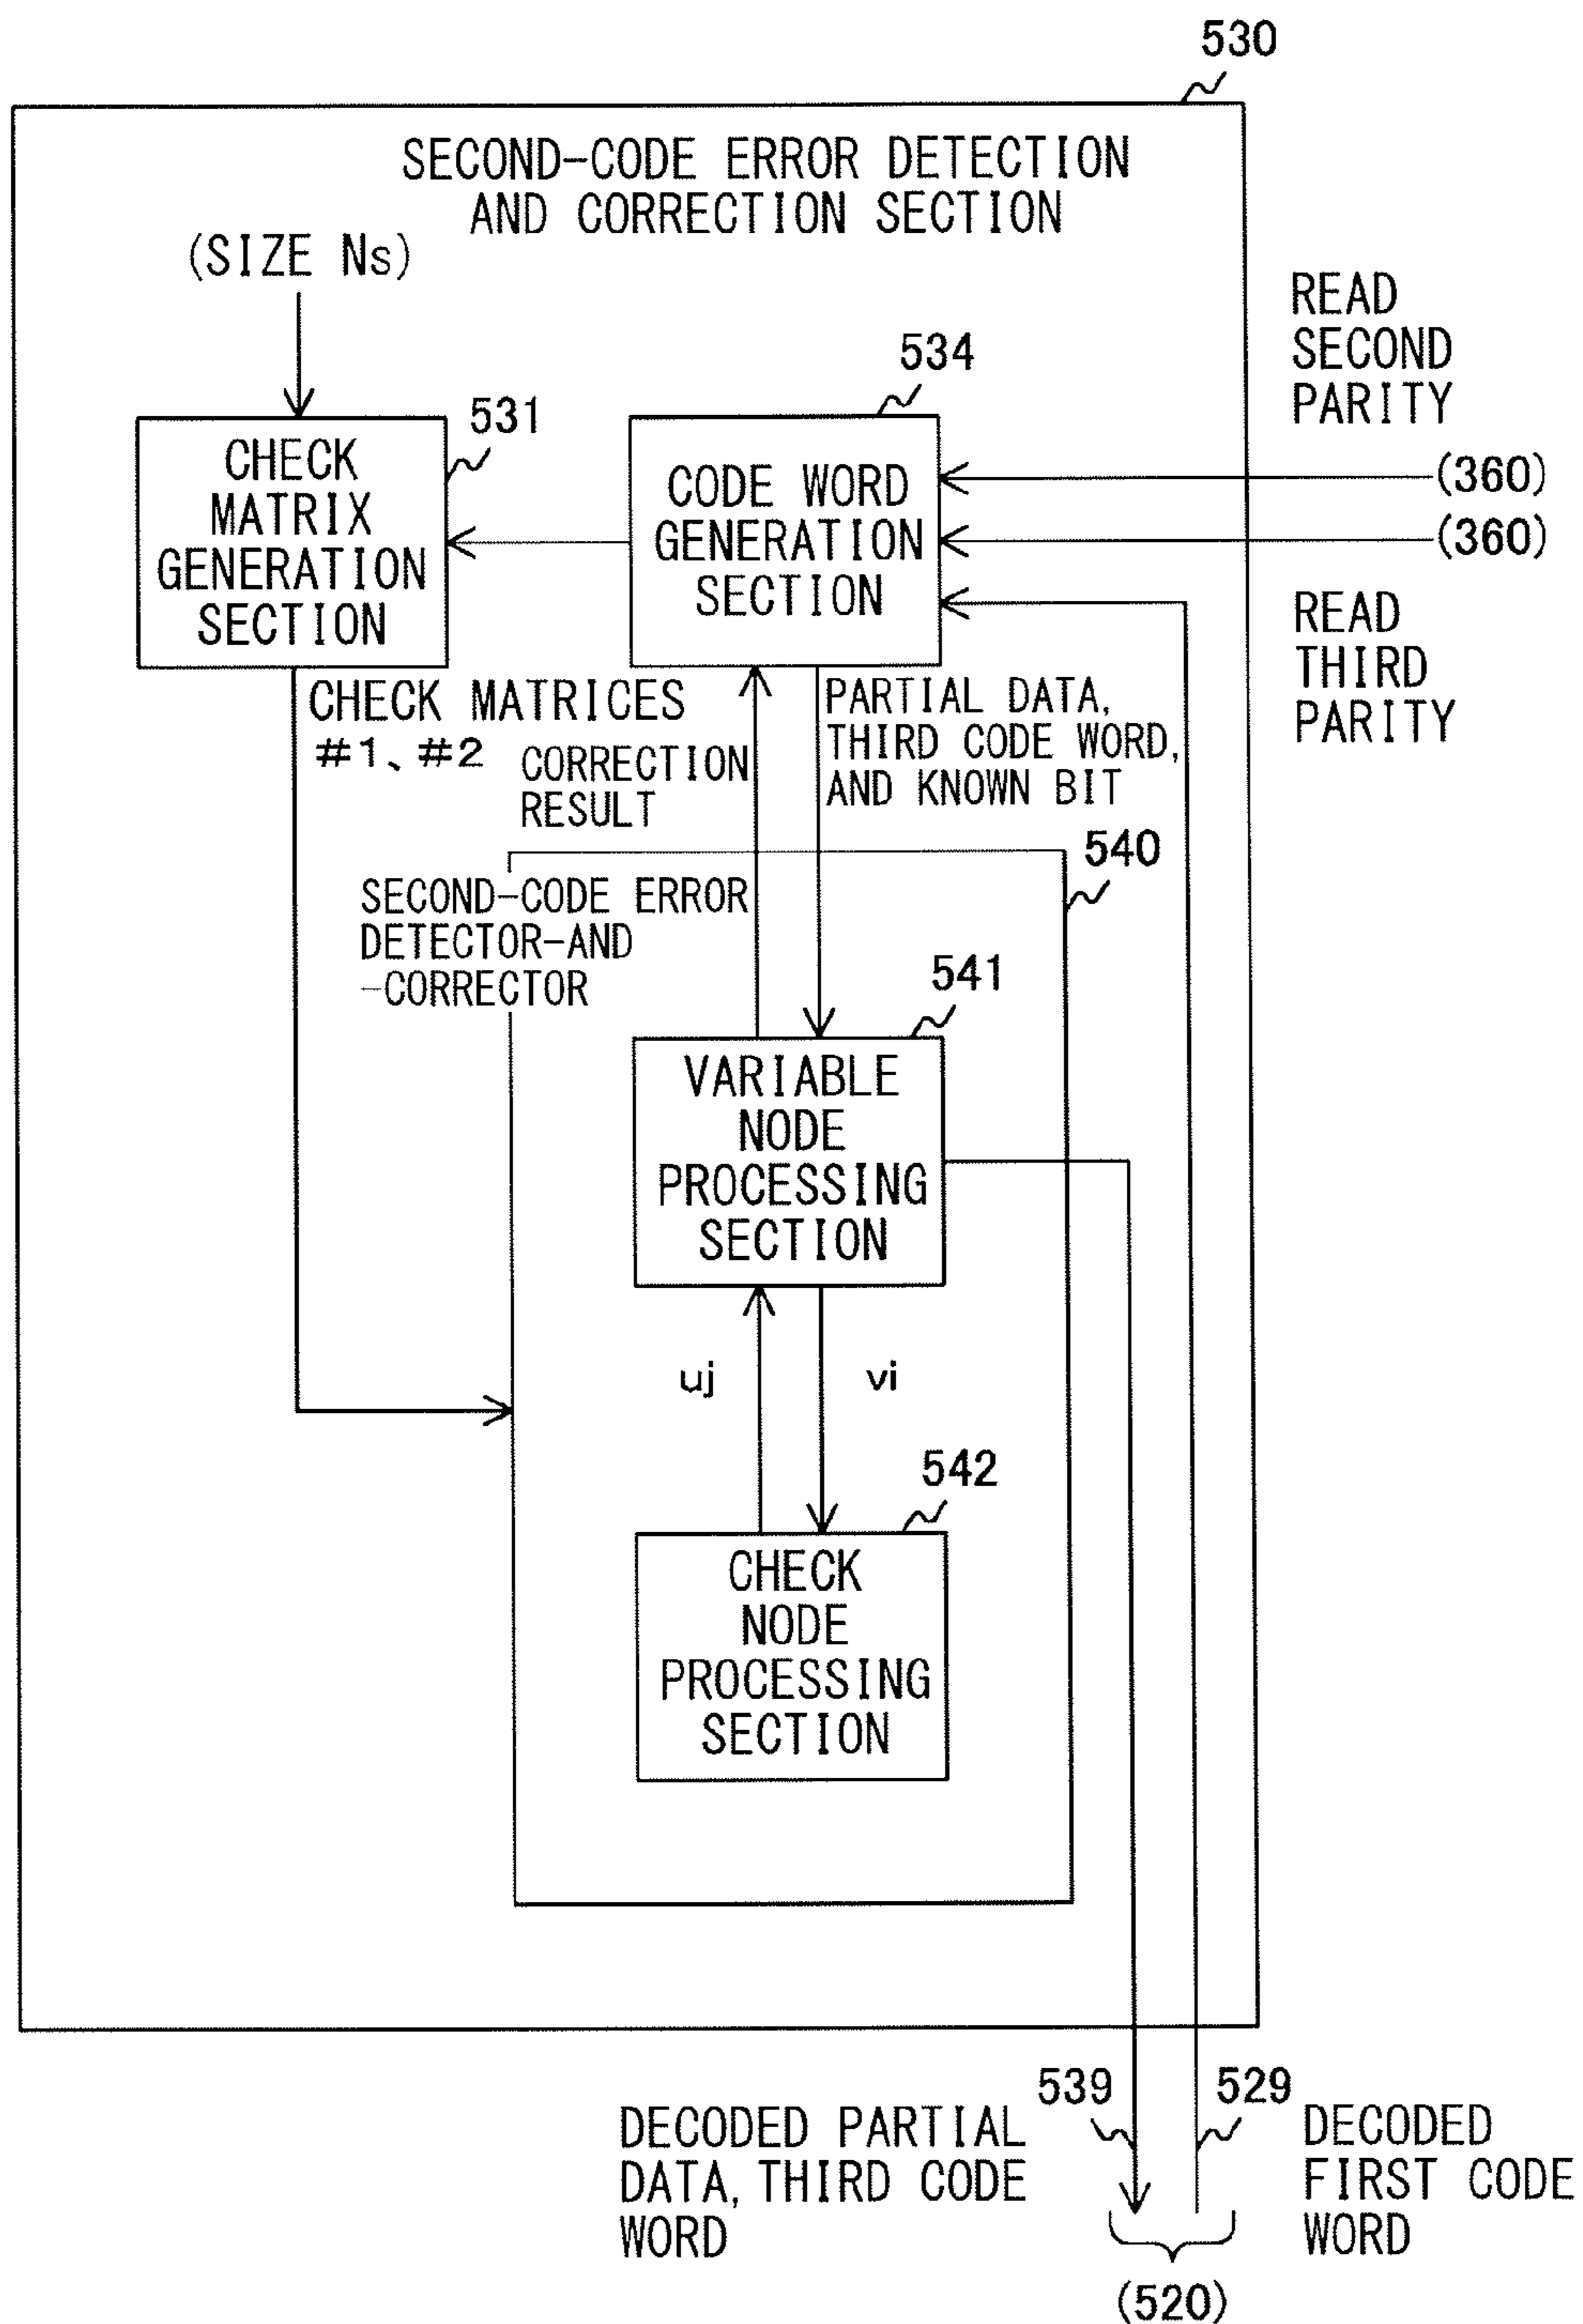 530
SECOND-CODE ERROR DETECTION
AND CORRECTION SECTION
(SIZE Ns)
READ
SECOND
PARITY
534
531
CHECK
MATRIX
GENERATION
SECTION
CODE WORD
GENERATION
SECTION
(360)
(360)
READ
THIRD
PARITY
CHECK MATRICES
#1、#2
CORRECTION
RESULT
PARTIAL DATA,
THIRD CODE WORD,
AND KNOWN BIT
540
SECOND-CODE ERROR
DETECTOR-AND
-CORRECTOR
541
VARIABLE
NODE
PROCESSING
SECTION
uj
vi
542
CHECK
NODE
PROCESSING
SECTION
539
529
DECODED PARTIAL
DATA, THIRD CODE
WORD
DECODED
FIRST CODE
WORD
(520)